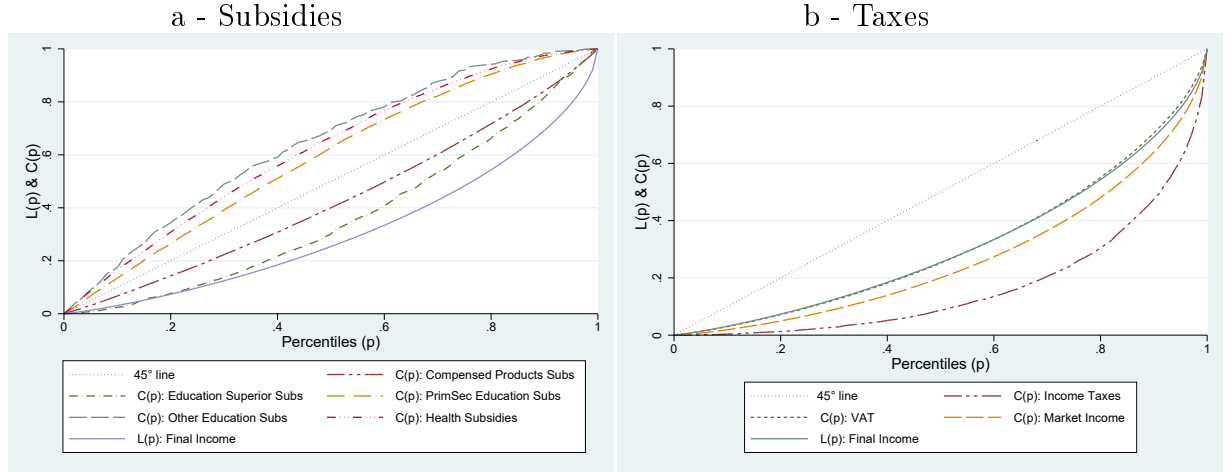 a - Subsidies
L(p) & C(p)
1
.8
.6
.4
.2
0
0
.2
.4
.6
.8
1
Percentiles (p)
45° line
C(p): Compensed Products Subs
C(p): Education Superior Subs
C(p): PrimSec Education Subs
C(p): Other Education Subs
C(p): Health Subsidies
L(p): Final Income
b - Taxes
L(p) & C(p)
1
.8
.6
.4
.2
0
0
.2
.4
.6
.8
1
Percentiles (p)
45° line
C(p): Income Taxes
C(p): VAT
C(p): Market Income
L(p): Final Income